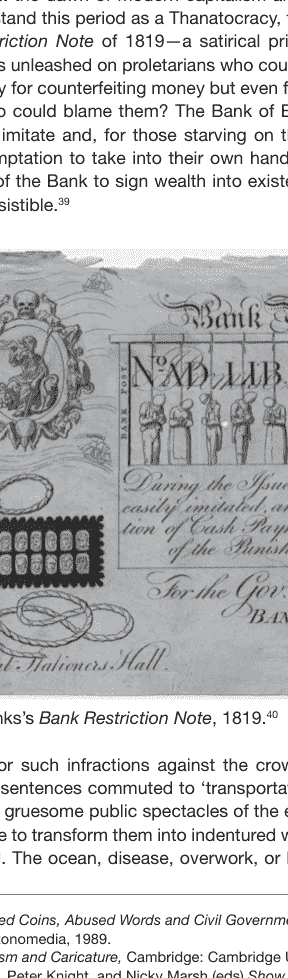 stand this period as a Thanatocracy,
riction Note of 1819—a satirical pri
s unleashed on proletarians who cou
y for counterfeiting money but even f
o could blame them? The Bank of E
imitate and, for those starving on th
mptation to take into their own hand
of the Bank to sign wealth into existe
sistible.³⁹
Bank
BANK POST
No AD. LIB.
During the Issue
easily imitated, an
tion of Cash Pay
of the Punish
For the Gov.
BAN
Stationers Hall.
nks's Bank Restriction Note, 1819.⁴⁰
or such infractions against the crow
sentences commuted to 'transporta
gruesome public spectacles of the e
e to transform them into indentured w
. The ocean, disease, overwork, or
ed Coins, Abused Words and Civil Governme
tonomedia, 1989.
sm and Caricature, Cambridge: Cambridge U
, Peter Knight, and Nicky Marsh (eds) Show